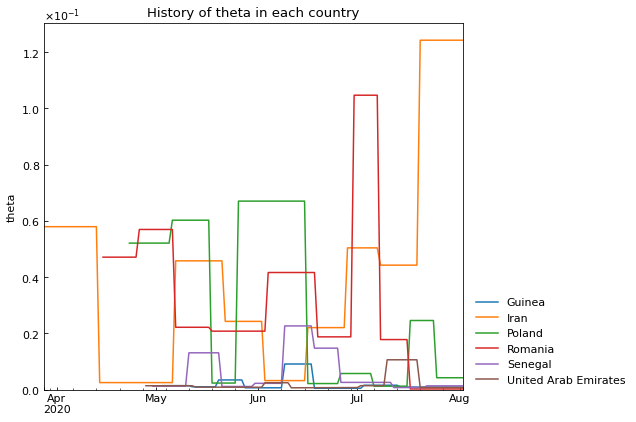 History of theta in each country
×10⁻¹
1.2
1.0
0.8
0.6
0.4
0.2
0.0
theta
Apr
2020
May
Jun
Jul
Aug
Guinea
Iran
Poland
Romania
Senegal
United Arab Emirates